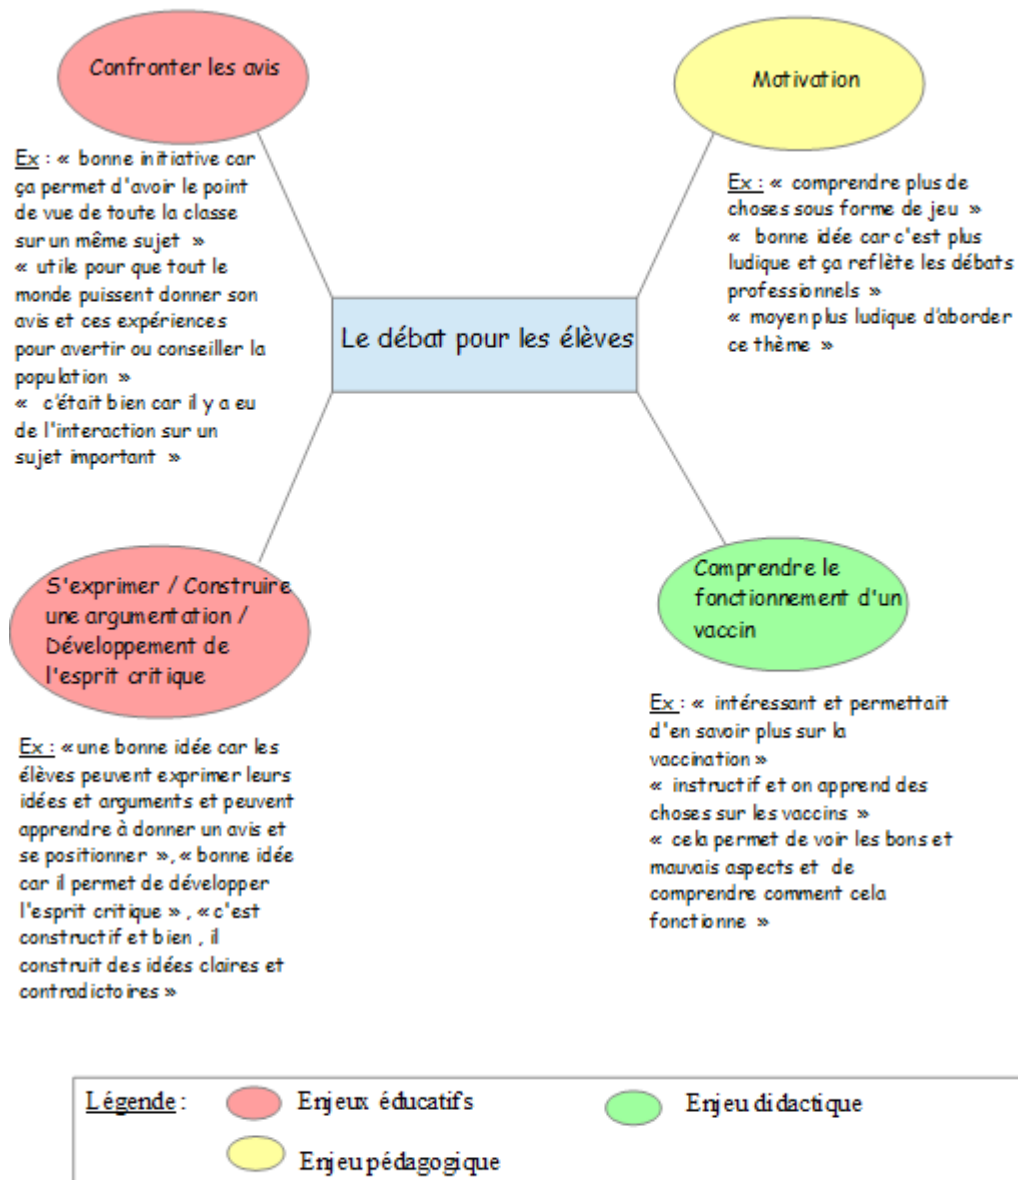 Confronter les avis
Ex : « bonne initiative car
ça permet d'avoir le point
de vue de toute la classe
sur un même sujet »
« utile pour que tout le
monde puissent donner son
avis et ces expériences
pour avertir ou conseiller la
population »
« c'était bien car il y a eu
de l'interaction sur un
sujet important »
Motivation
Ex : « comprendre plus de
choses sous forme de jeu »
« bonne idée car c'est plus
ludique et ça reflète les débats
professionnels »
« moyen plus ludique d'aborder
ce thème »
Le débat pour les élèves
S'exprimer / Construire
une argumentation /
Développement de
l'esprit critique
Ex : « une bonne idée car les
élèves peuvent exprimer leurs
idées et arguments et peuvent
apprendre à donner un avis et
se positionner », « bonne idée
car il permet de développer
l'esprit critique » , « c'est
constructif et bien , il
construit des idées claires et
contradictoires »
Comprendre le
fonctionnement d'un
vaccin
Ex : « intéressant et permettait
d'en savoir plus sur la
vaccination »
« instructif et on apprend des
choses sur les vaccins »
« cela permet de voir les bons et
mauvais aspects et de
comprendre comment cela
fonctionne »
Légende :
Enjeux éducatifs
Enjeu didactique
Enjeu pédagogique